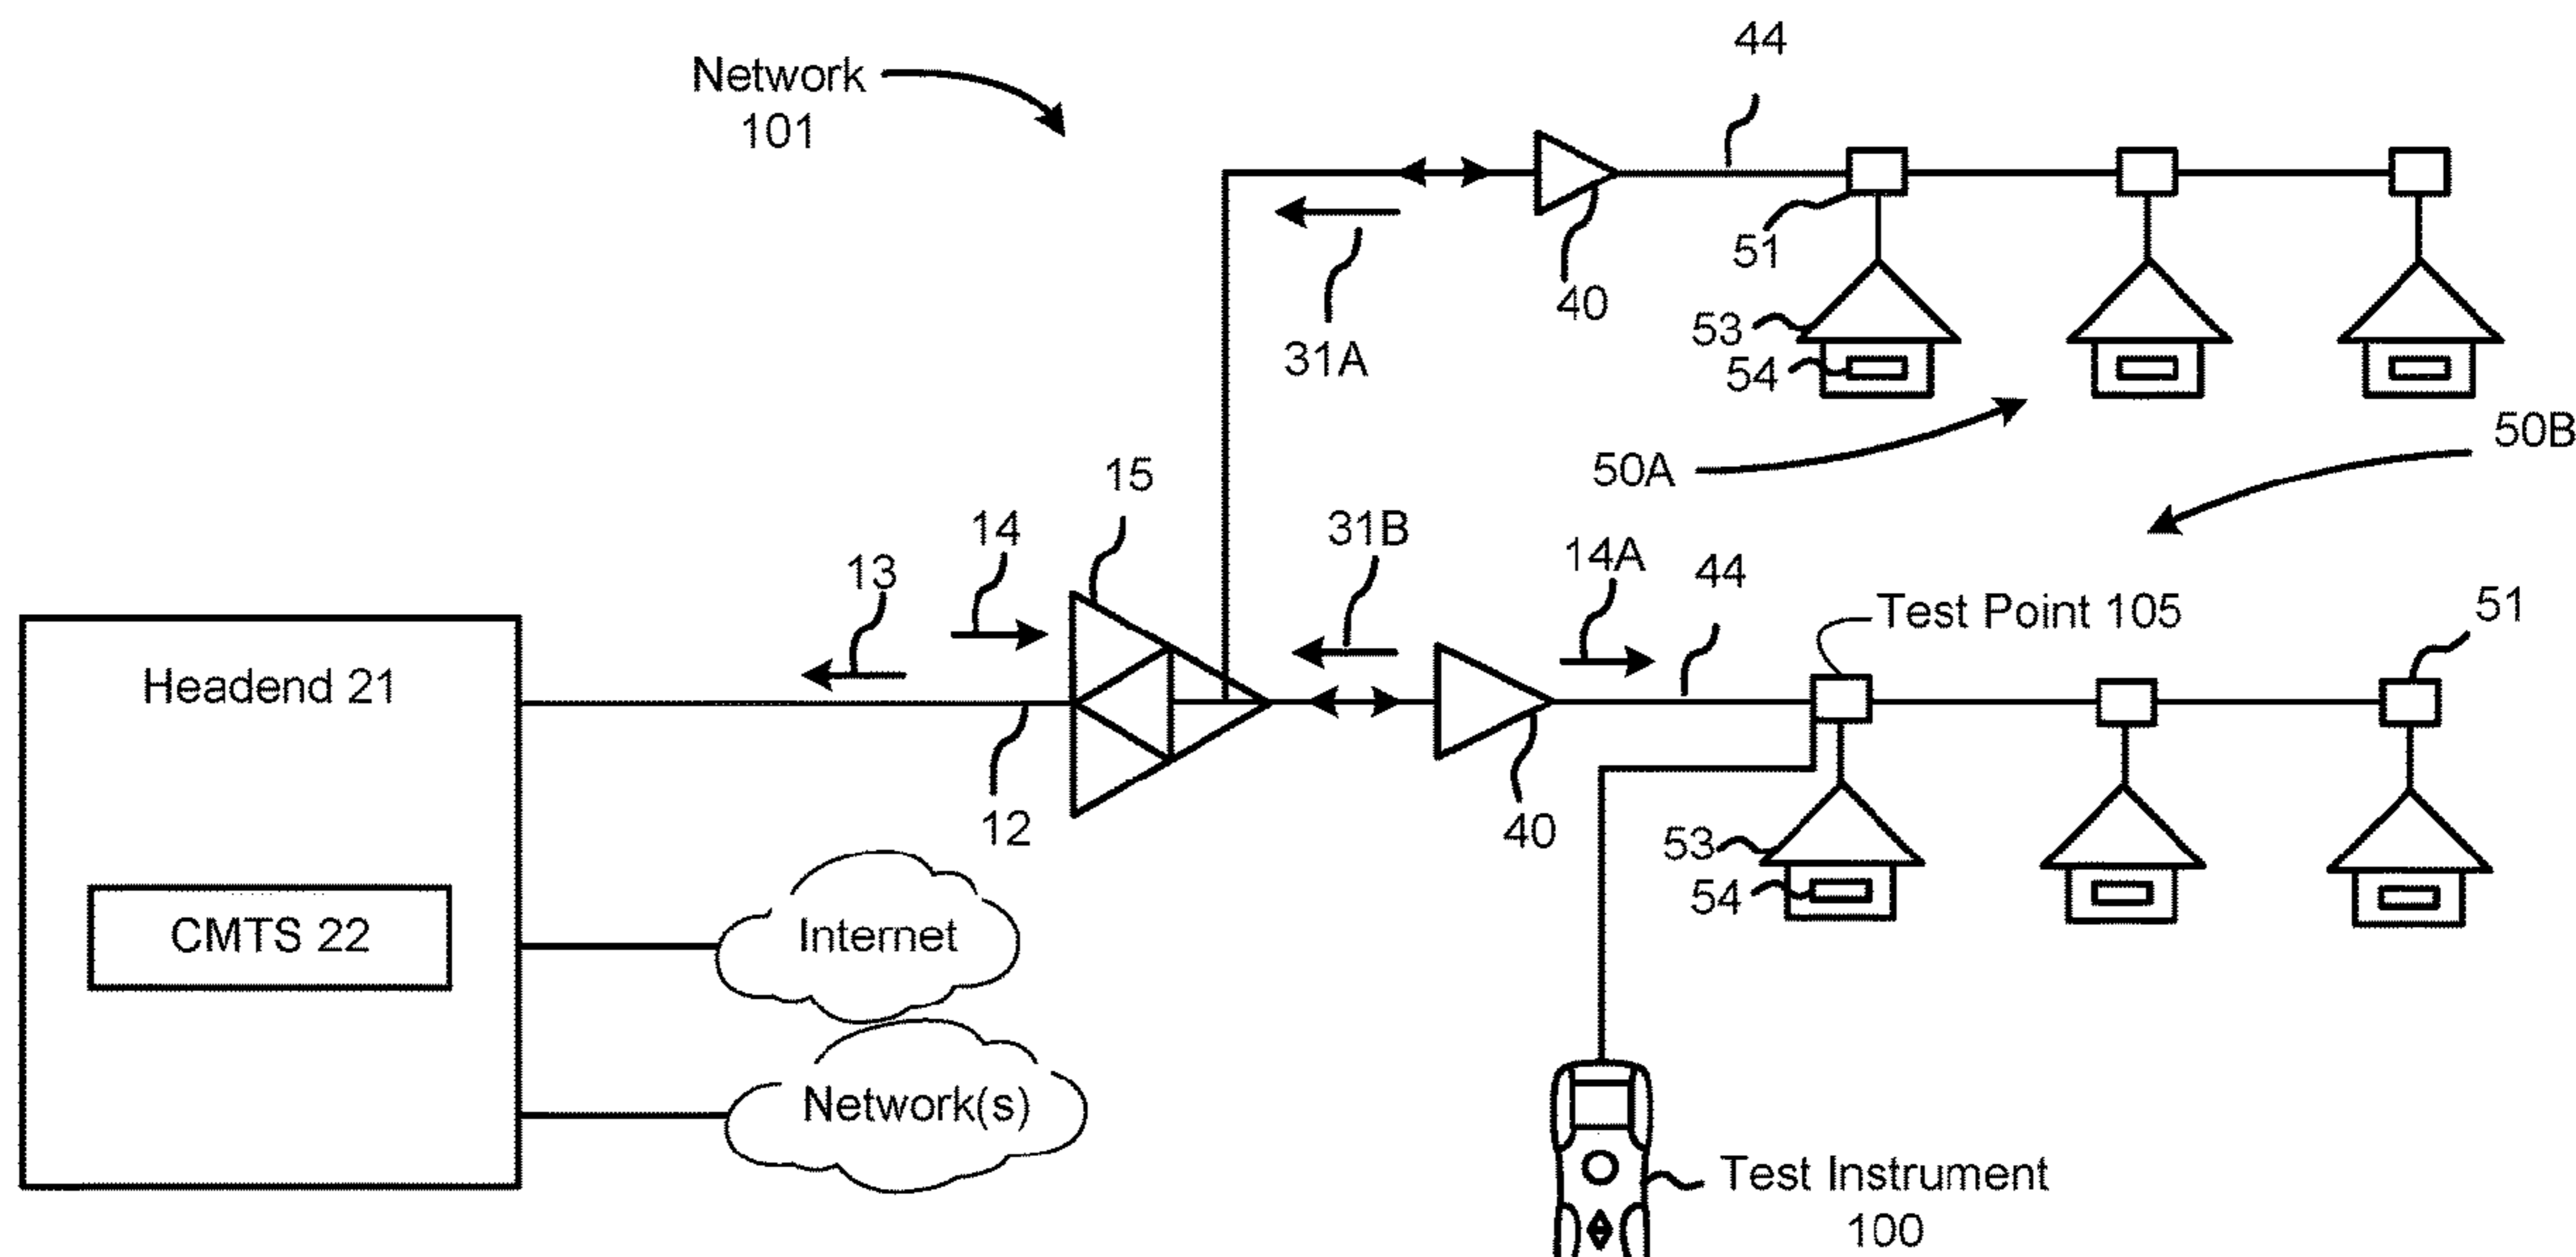 44
Network
101
51
40
53
31A
54
50B
50A
15
14
31B
14A
13
44
51
Test Point 105
Headend 21
12
40
53
54
CMTS 22
Internet
Network(s)
Test Instrument
100